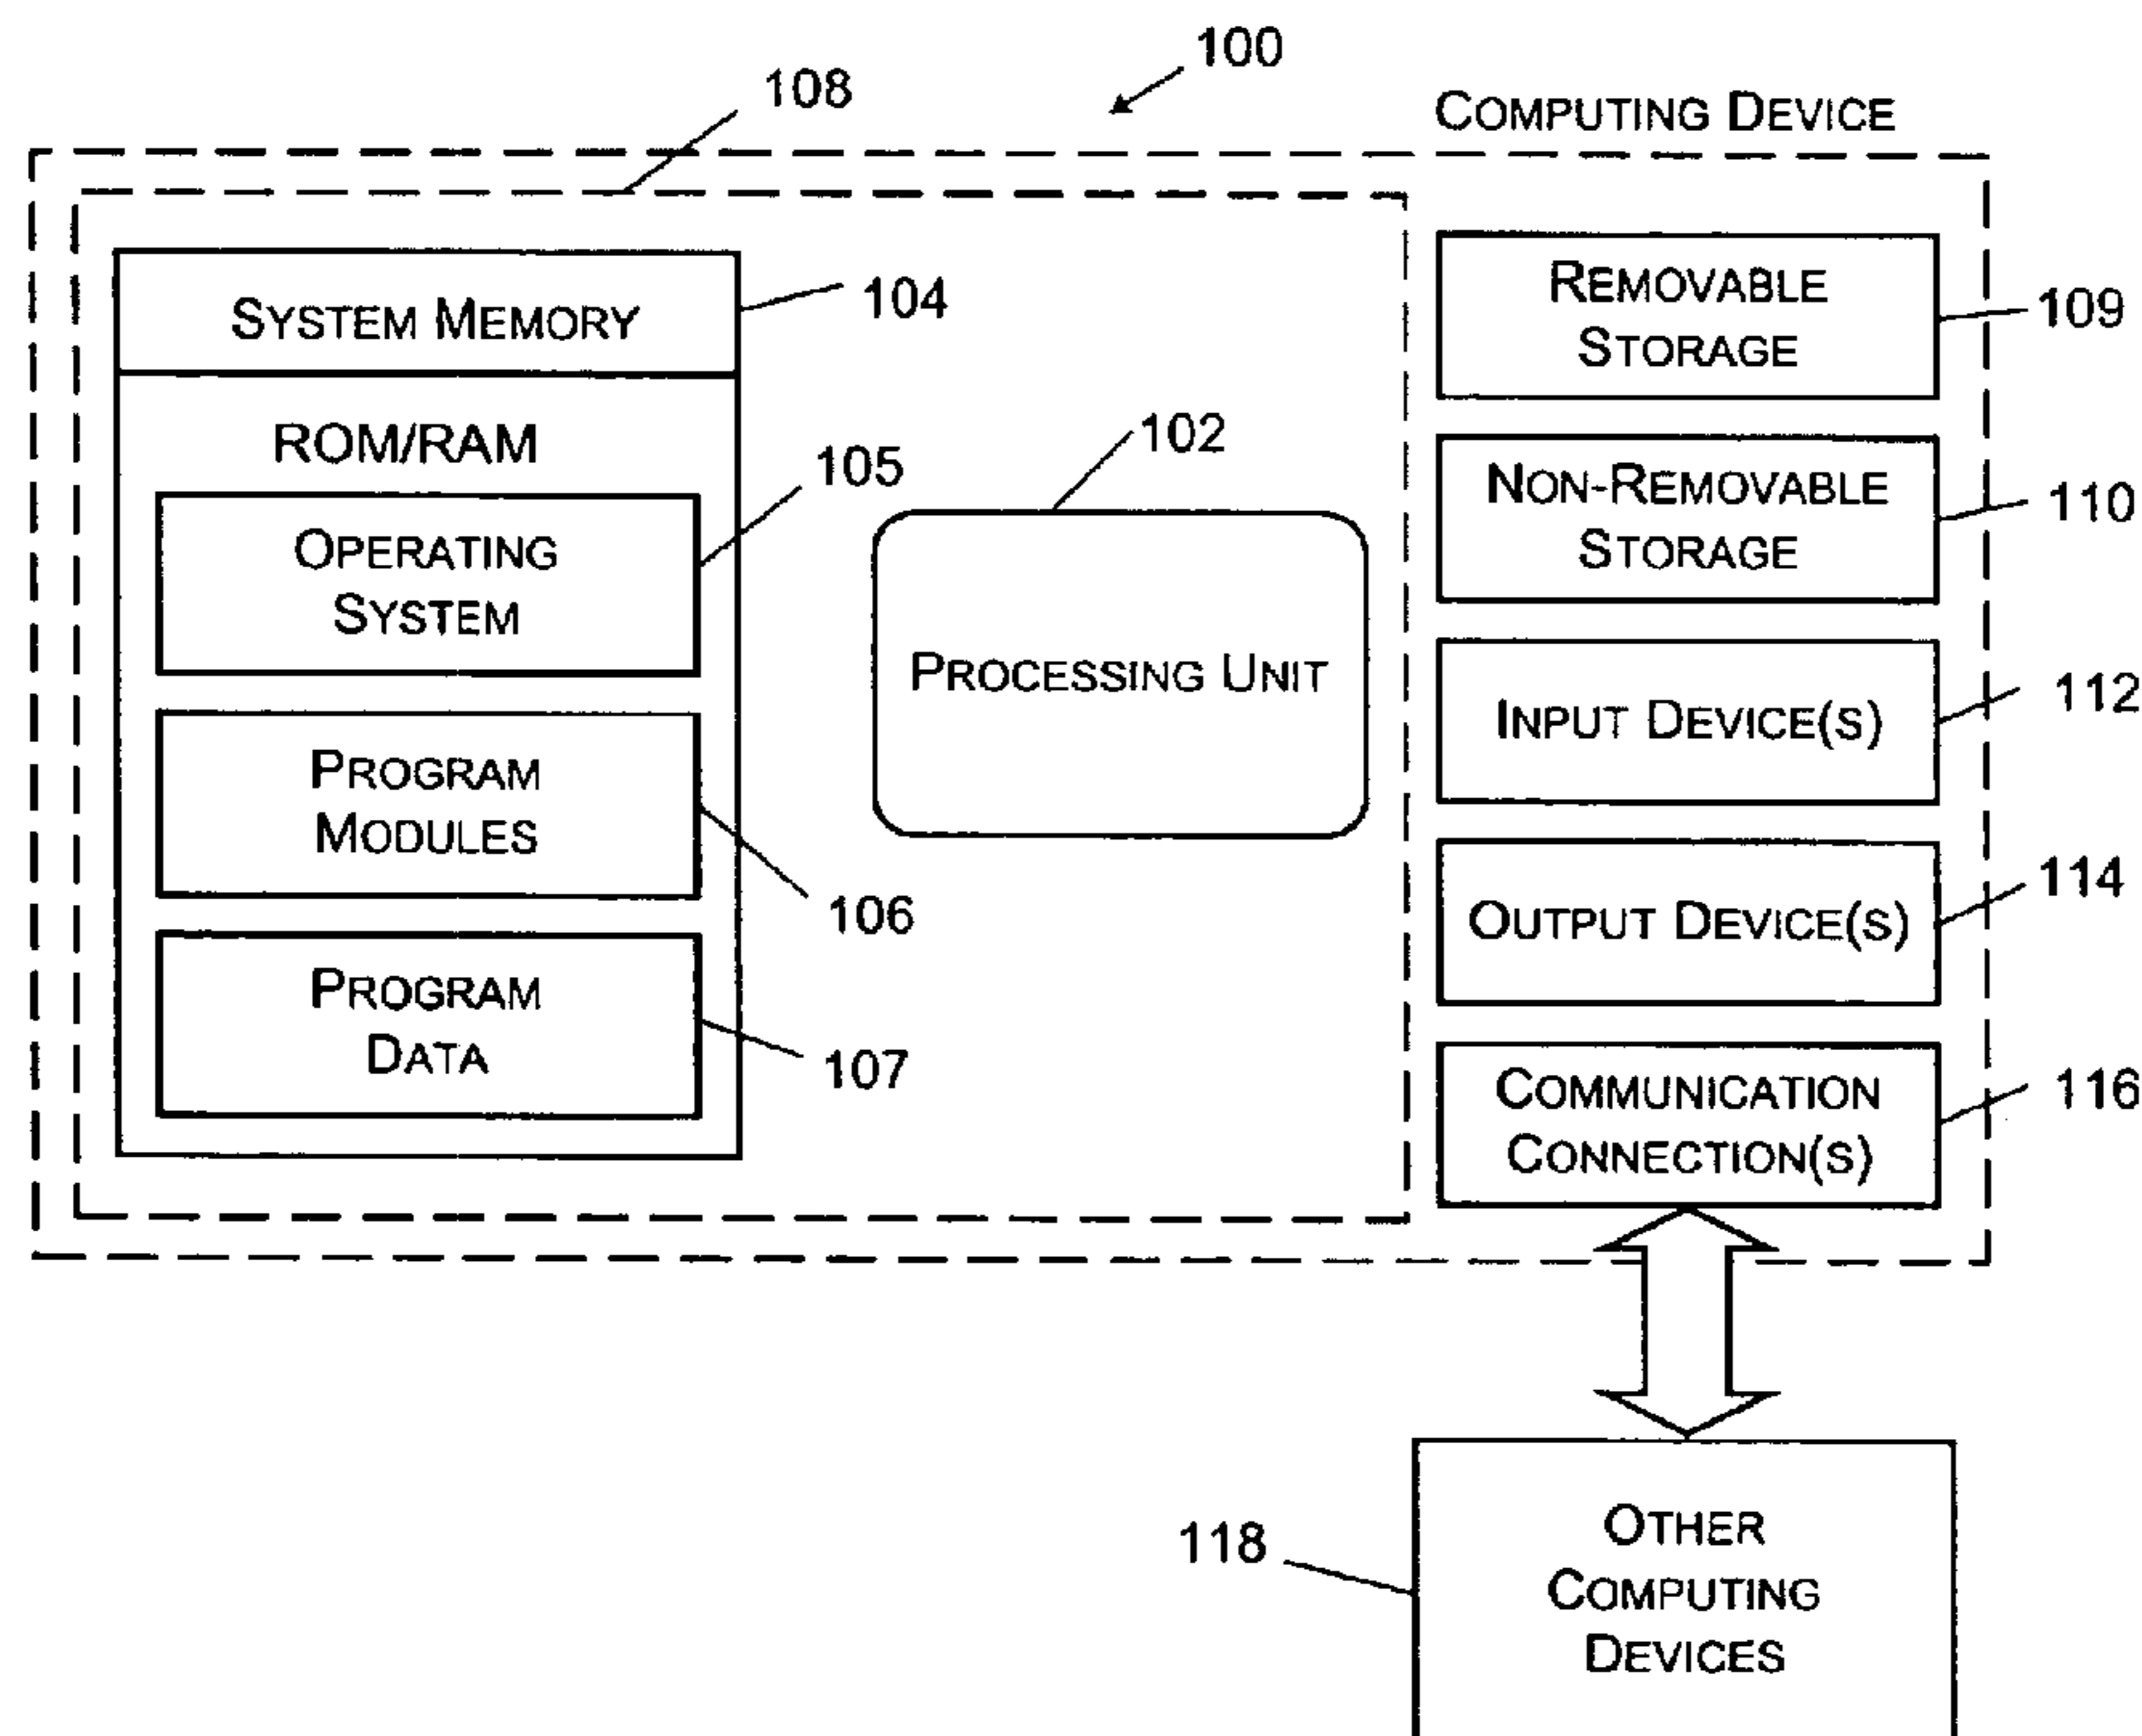 100
108
COMPUTING DEVICE
SYSTEM MEMORY
104
ROM/RAM
105
OPERATING
SYSTEM
PROGRAM
MODULES
106
PROGRAM
DATA
107
102
PROCESSING UNIT
REMOVABLE
STORAGE
109
NON-REMOVABLE
STORAGE
110
INPUT DEVICE(S)
112
OUTPUT DEVICE(S)
114
COMMUNICATION
CONNECTION(S)
116
118
OTHER
COMPUTING
DEVICES